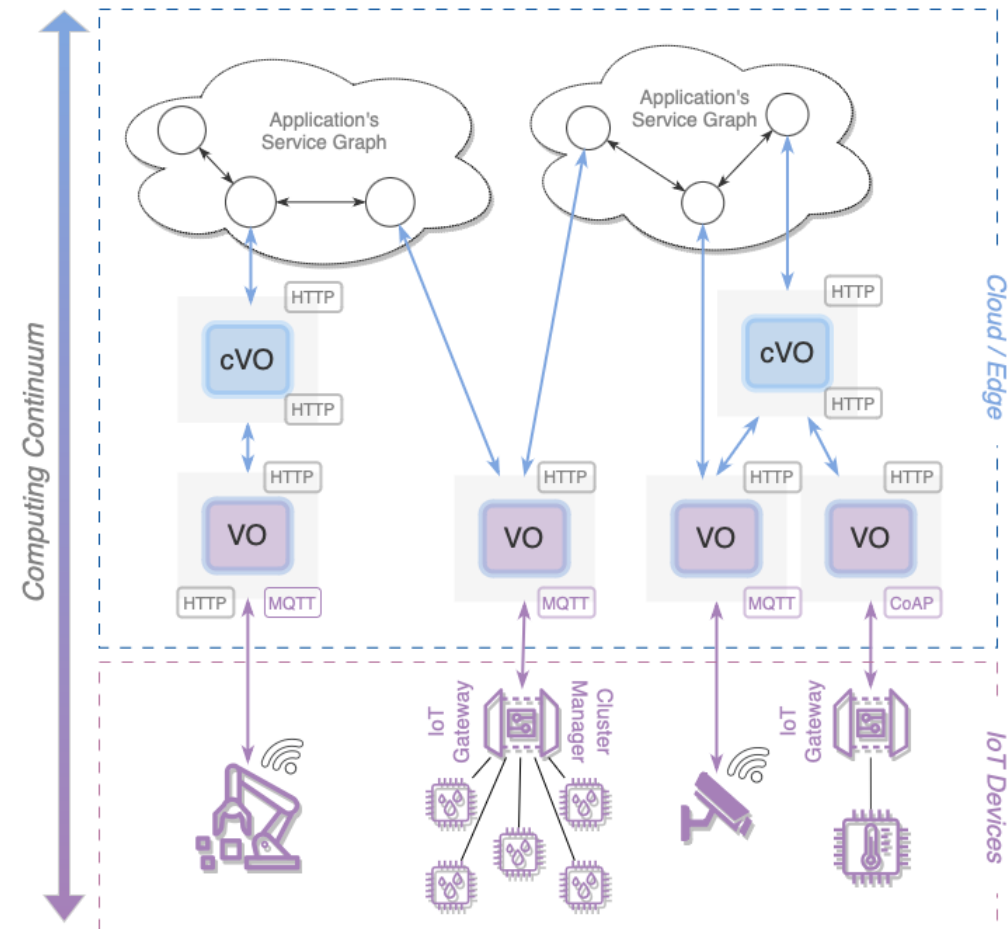 Application's
Service Graph
Application's
Service Graph
HTTP
HTTP
cVO
cVO
HTTP
HTTP
Cloud / Edge
Computing Continuum
HTTP
HTTP
HTTP
HTTP
VO
VO
VO
VO
HTTP
MQTT
MQTT
MQTT
CoAP
IoT
Gateway
Cluster
Manager
IoT
Gateway
IoT Devices